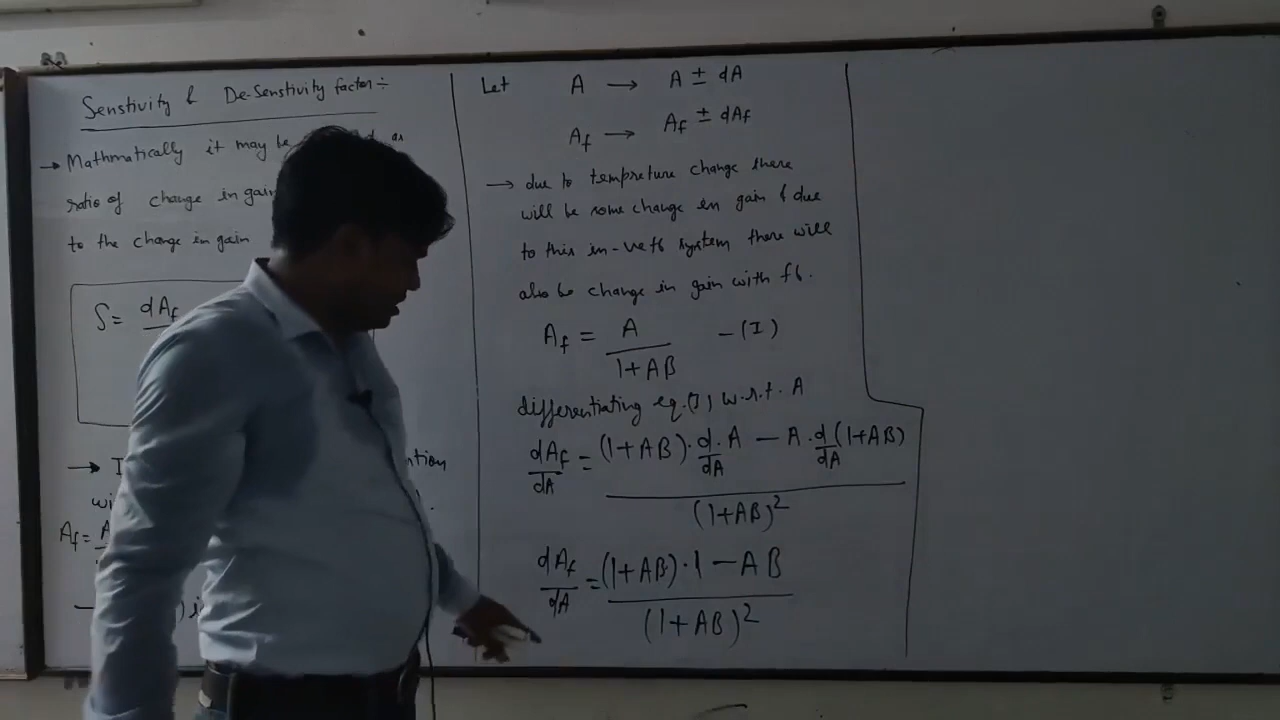 Senstivity & De-Senstivity factor ÷
→ Mathmatically it may be as
ratio of change in gain
to the change in gain
S = dAf
→ I
wi
Af = A
Let A → A ± dA
Af → Af ± dAf
→ due to tempreture change there
will be some change in gain & due
to this in -ve fb system there will
also be change in gain with fb.
Af = A / 1+AB - (I)
differentiating eq.(I) w.r.t. A
dAf/dA = (1+AB)· d/dA · A - A · d/dA (1+AB) / (1+AB)²
dAf/dA = (1+AB)·1 - AB / (1+AB)²